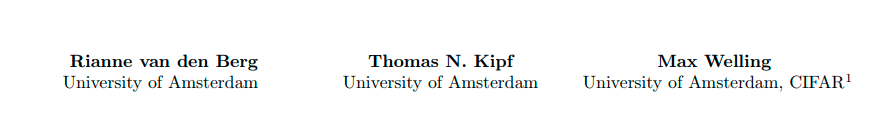 Rianne van den Berg Thomas N. Kipf Max Welling
University of Amsterdam University of Amsterdam University of Amsterdam, CIFAR¹